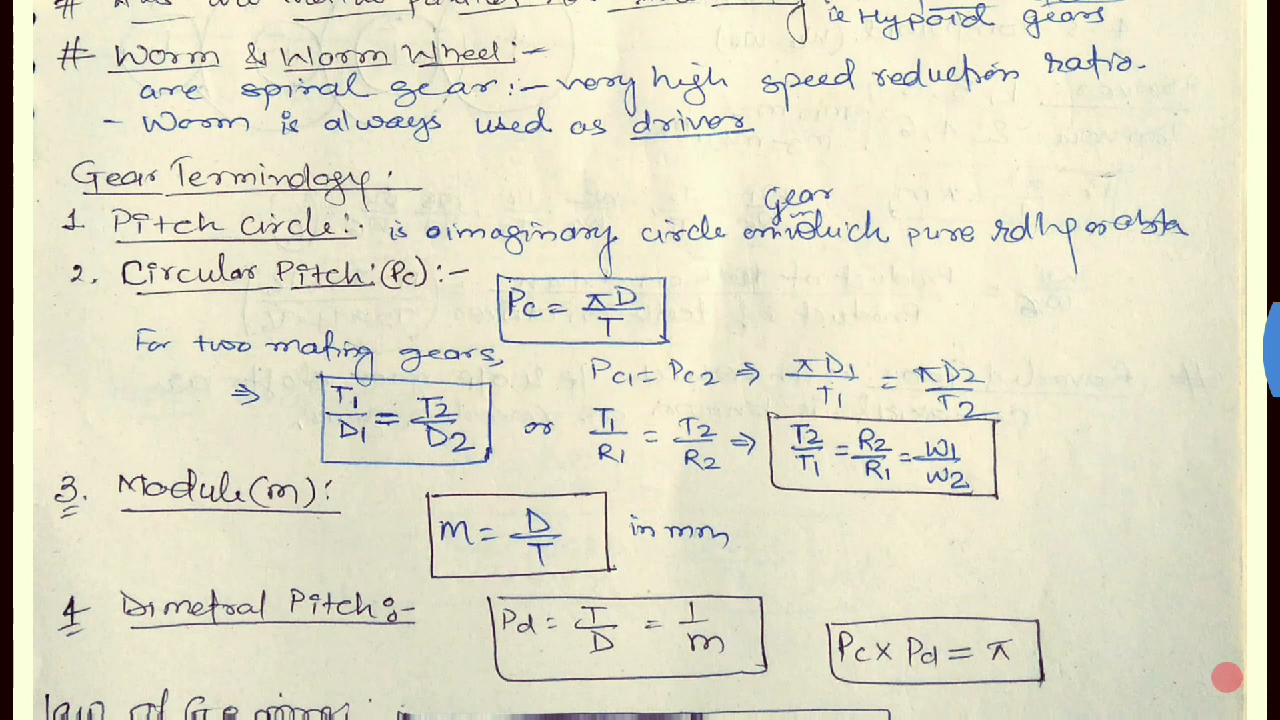 ie Hypoid gears
# Worm & Worm Wheel:-
are spiral gear:- very high speed reduction ratio.
- Worm is always used as driver
Gear Terminology:
gear
1 Pitch Circle:- is a imaginary circle on which pure
2. Circular Pitch:(Pc):-
Pc = πD/T
For two mating gears,
Pc1 = Pc2 ⇒ πD1/T1 = πD2/T2
⇒ T1/D1 = T2/D2 or T1/R1 = T2/R2 ⇒ T2/T1 = R2/R1 = W1/W2
3. Module(m):
m = D/T in mm
4 Dimetral Pitch:-
Pd = T/D = 1/m
Pc x Pd = π